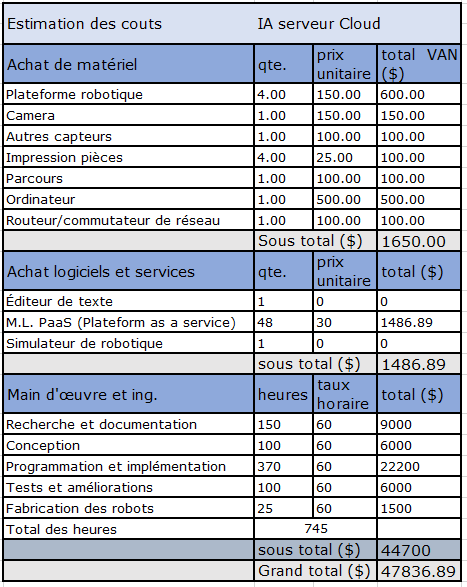 Estimation des couts IA serveur Cloud
Achat de matériel qte. prix unitaire total VAN ($)
Plateforme robotique 4.00 150.00 600.00
Camera 1.00 150.00 150.00
Autres capteurs 1.00 100.00 100.00
Impression pièces 4.00 25.00 100.00
Parcours 1.00 100.00 100.00
Ordinateur 1.00 500.00 500.00
Routeur/commutateur de réseau 1.00 100.00 100.00
Sous total ($) 1650.00
Achat logiciels et services qte. prix unitaire total ($)
Éditeur de texte 1 0 0
M.L. PaaS (Plateform as a service) 48 30 1486.89
Simulateur de robotique 1 0 0
sous total ($) 1486.89
Main d'œuvre et ing. heures taux horaire total ($)
Recherche et documentation 150 60 9000
Conception 100 60 6000
Programmation et implémentation 370 60 22200
Tests et améliorations 100 60 6000
Fabrication des robots 25 60 1500
Total des heures 745
sous total ($) 44700
Grand total ($) 47836.89